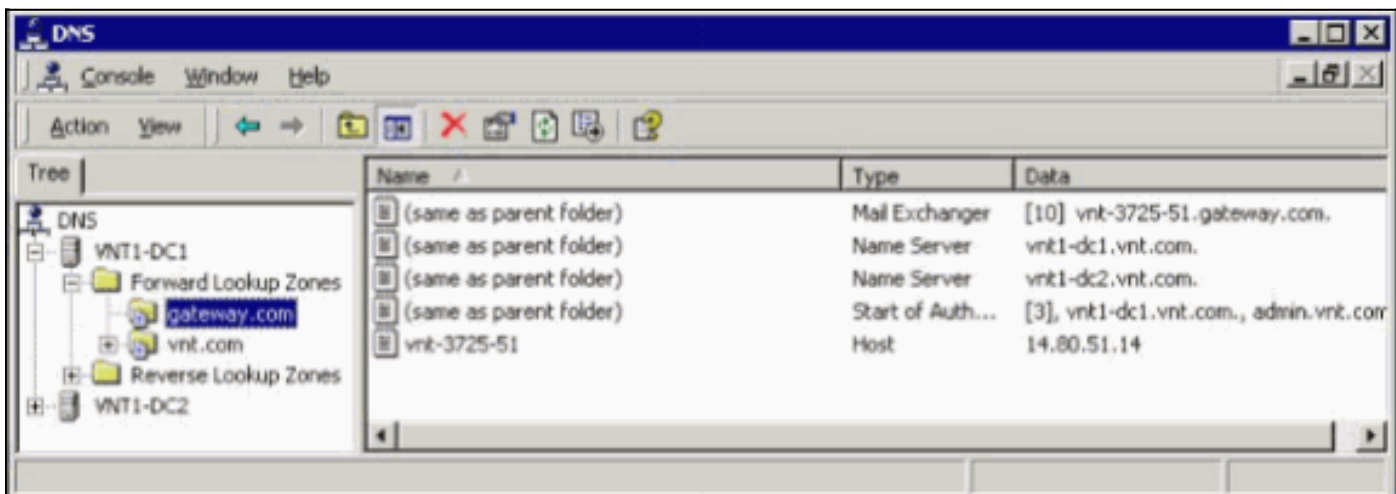 DNS
Console Window Help
Action View
Tree
Name Type Data
DNS
VNT1-DC1
Forward Lookup Zones
gateway.com
vnt.com
Reverse Lookup Zones
VNT1-DC2
(same as parent folder) Mail Exchanger [10] vnt-3725-51.gateway.com.
(same as parent folder) Name Server vnt1-dc1.vnt.com.
(same as parent folder) Name Server vnt1-dc2.vnt.com.
(same as parent folder) Start of Auth... [3], vnt1-dc1.vnt.com., admin.vnt.com
vnt-3725-51 Host 14.80.51.14